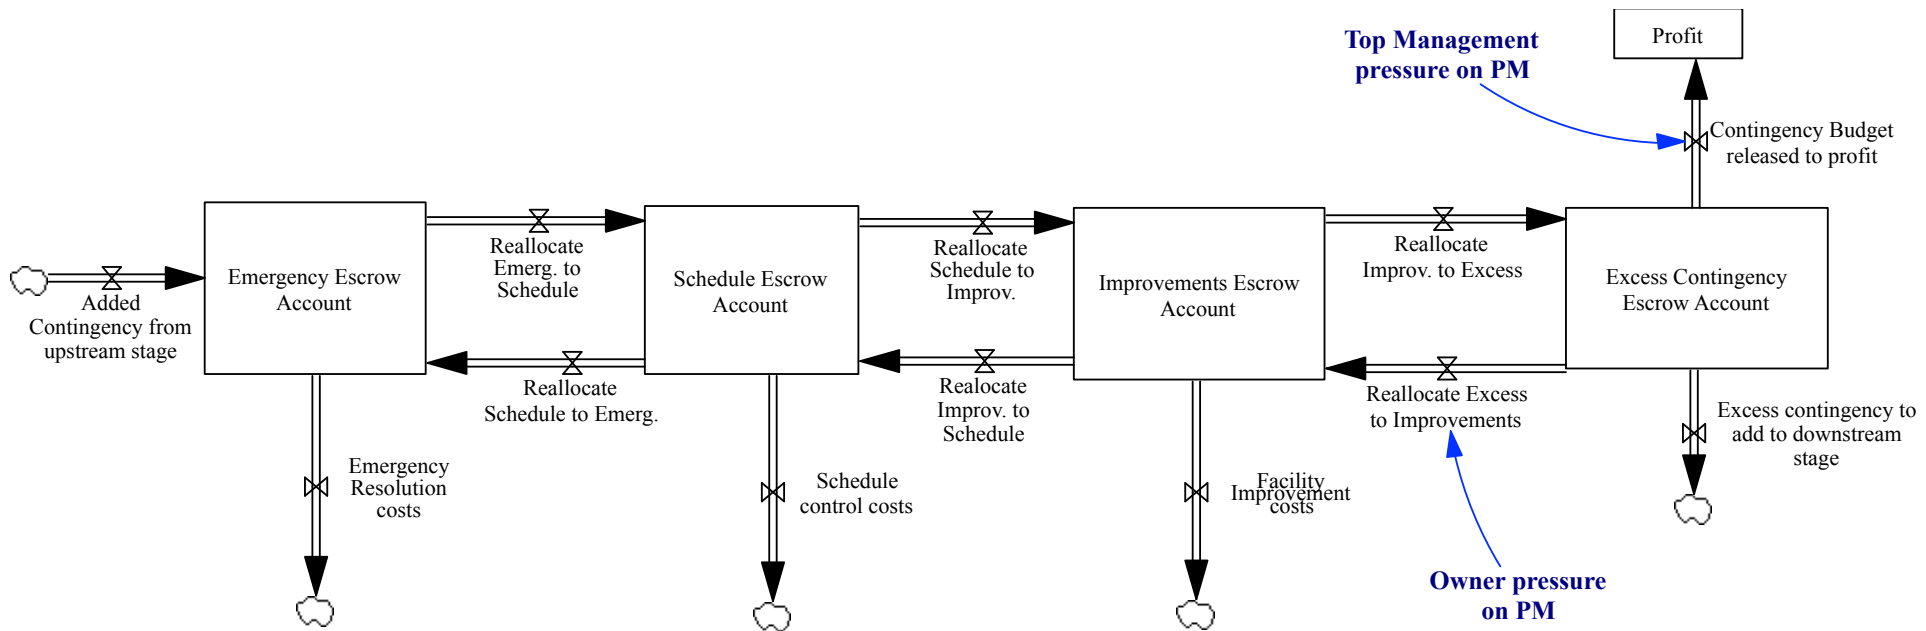 Top Management
pressure on PM
Profit
Contingency Budget
released to profit
Added
Contingency from
upstream stage
Emergency Escrow
Account
Reallocate
Emerg. to
Schedule
Schedule Escrow
Account
Reallocate
Schedule to
Improv.
Improvements Escrow
Account
Reallocate
Improv. to Excess
Excess Contingency
Escrow Account
Reallocate
Schedule to Emerg.
Reallocate
Improv. to
Schedule
Reallocate Excess
to Improvements
Excess contingency to
add to downstream
stage
Emergency
Resolution
costs
Schedule
control costs
Facility
Improvement
costs
Owner pressure
on PM